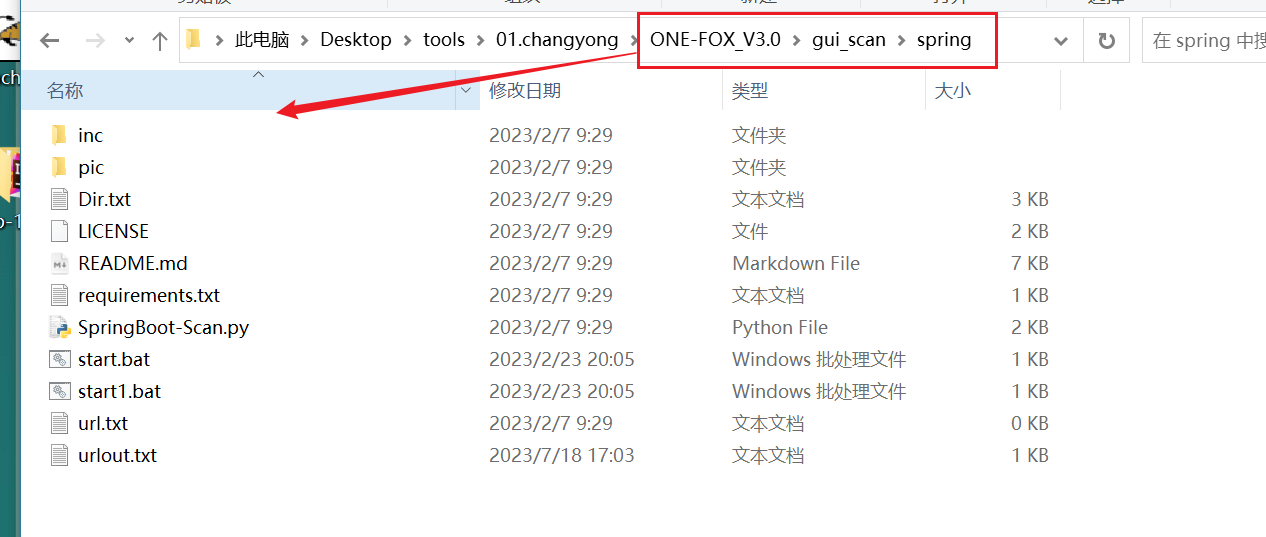 此电脑 Desktop tools 01.changyong ONE-FOX_V3.0 gui_scan spring 在 spring 中搜
名称 修改日期 类型 大小
inc 2023/2/7 9:29 文件夹
pic 2023/2/7 9:29 文件夹
Dir.txt 2023/2/7 9:29 文本文档 3 KB
LICENSE 2023/2/7 9:29 文件 2 KB
README.md 2023/2/7 9:29 Markdown File 7 KB
requirements.txt 2023/2/7 9:29 文本文档 1 KB
SpringBoot-Scan.py 2023/2/7 9:29 Python File 2 KB
start.bat 2023/2/23 20:05 Windows 批处理文件 1 KB
start1.bat 2023/2/23 20:05 Windows 批处理文件 1 KB
url.txt 2023/2/7 9:29 文本文档 0 KB
urlout.txt 2023/7/18 17:03 文本文档 1 KB